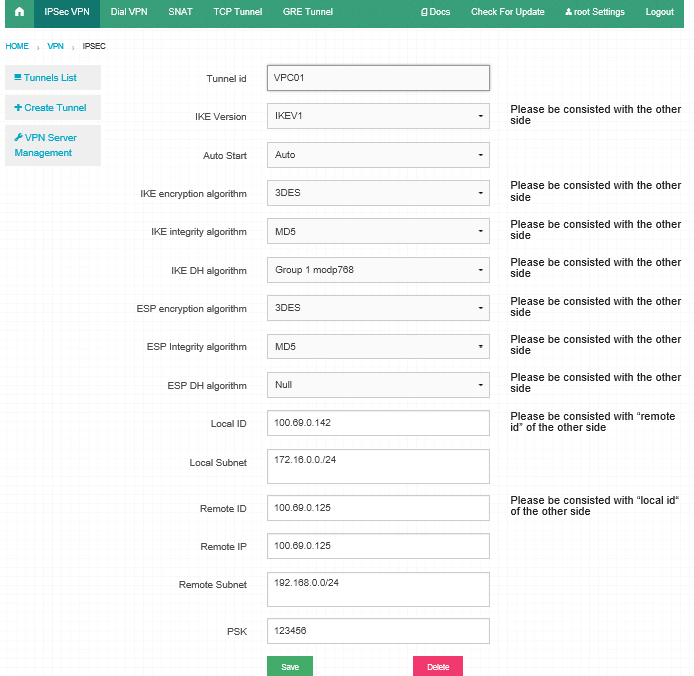 IPSec VPN Dial VPN SNAT TCP Tunnel GRE Tunnel Docs Check For Update root Settings Logout
HOME › VPN › IPSEC
Tunnels List
Create Tunnel
VPN Server
Management
Tunnel id VPC01
IKE Version IKEV1 Please be consisted with the other
side
Auto Start Auto
IKE encryption algorithm 3DES Please be consisted with the other
side
IKE integrity algorithm MD5 Please be consisted with the other
side
IKE DH algorithm Group 1 modp768 Please be consisted with the other
side
ESP encryption algorithm 3DES Please be consisted with the other
side
ESP Integrity algorithm MD5 Please be consisted with the other
side
ESP DH algorithm Null Please be consisted with the other
side
Local ID 100.69.0.142 Please be consisted with “remote
id” of the other side
Local Subnet 172.16.0.0./24
Remote ID 100.69.0.125 Please be consisted with “local id“
of the other side
Remote IP 100.69.0.125
Remote Subnet 192.168.0.0/24
PSK 123456
Save Delete